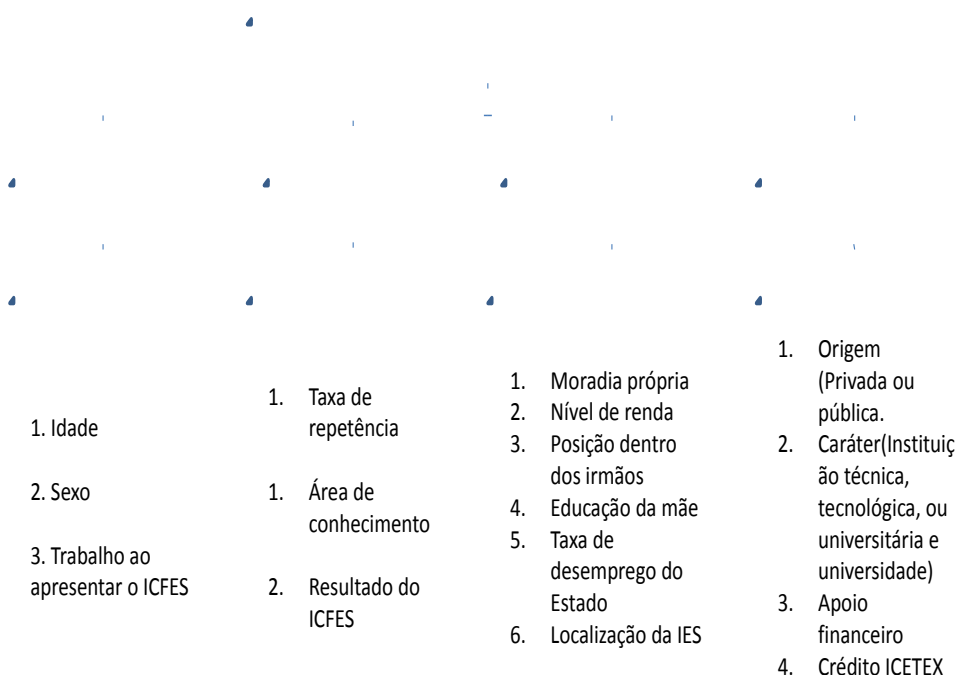 1. Idade
2. Sexo
3. Trabalho ao
apresentar o ICFES
1. Taxa de
repetência
1. Área de
conhecimento
2. Resultado do
ICFES
1. Moradia própria
2. Nível de renda
3. Posição dentro
dos irmãos
4. Educação da mãe
5. Taxa de
desemprego do
Estado
6. Localização da IES
1. Origem
(Privada ou
pública.
2. Caráter(Instituiç
ão técnica,
tecnológica, ou
universitária e
universidade)
3. Apoio
financeiro
4. Crédito ICETEX